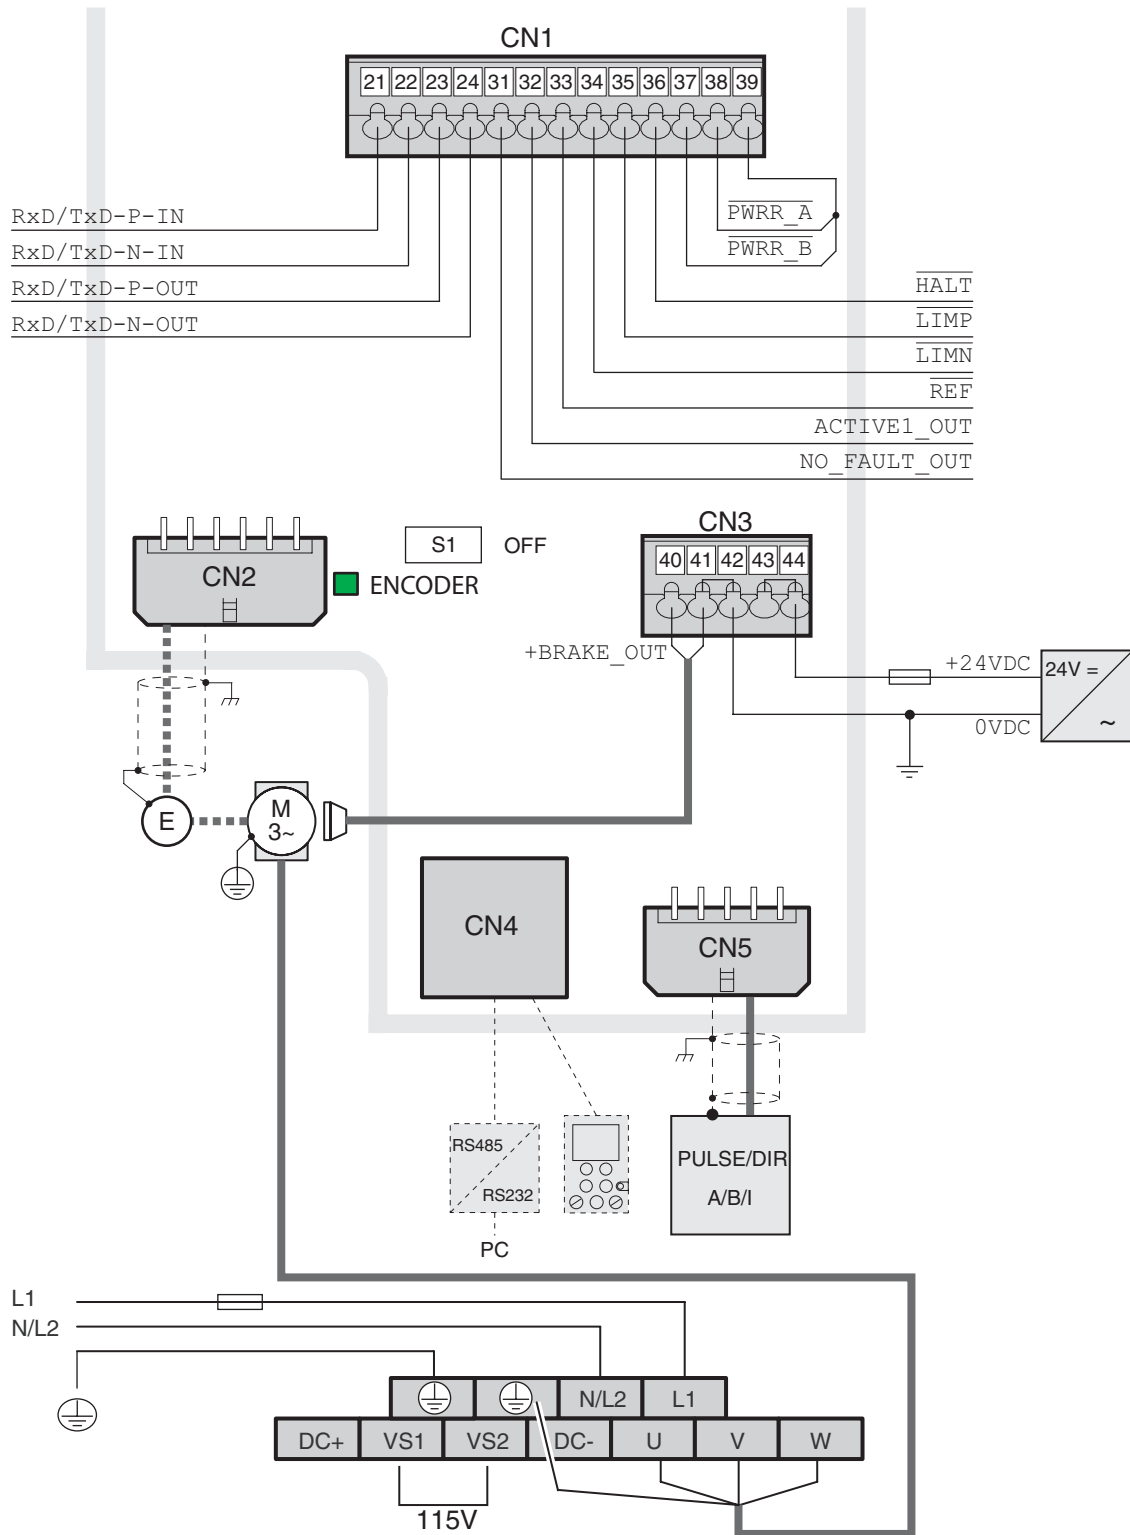 CN1
21 22 23 24 31 32 33 34 35 36 37 38 39
RxD/TxD-P-IN
PWRR_A
RxD/TxD-N-IN
PWRR_B
RxD/TxD-P-OUT
HALT
RxD/TxD-N-OUT
LIMP
LIMN
REF
ACTIVE1_OUT
NO_FAULT_OUT
CN3
S1 OFF
40 41 42 43 44
CN2
ENCODER
+BRAKE_OUT
+24VDC
24V =
~
0VDC
E
M
3~
CN4
CN5
RS485
RS232
PC
PULSE/DIR
A/B/I
L1
N/L2
N/L2 L1
DC+ VS1 VS2 DC- U V W
115V